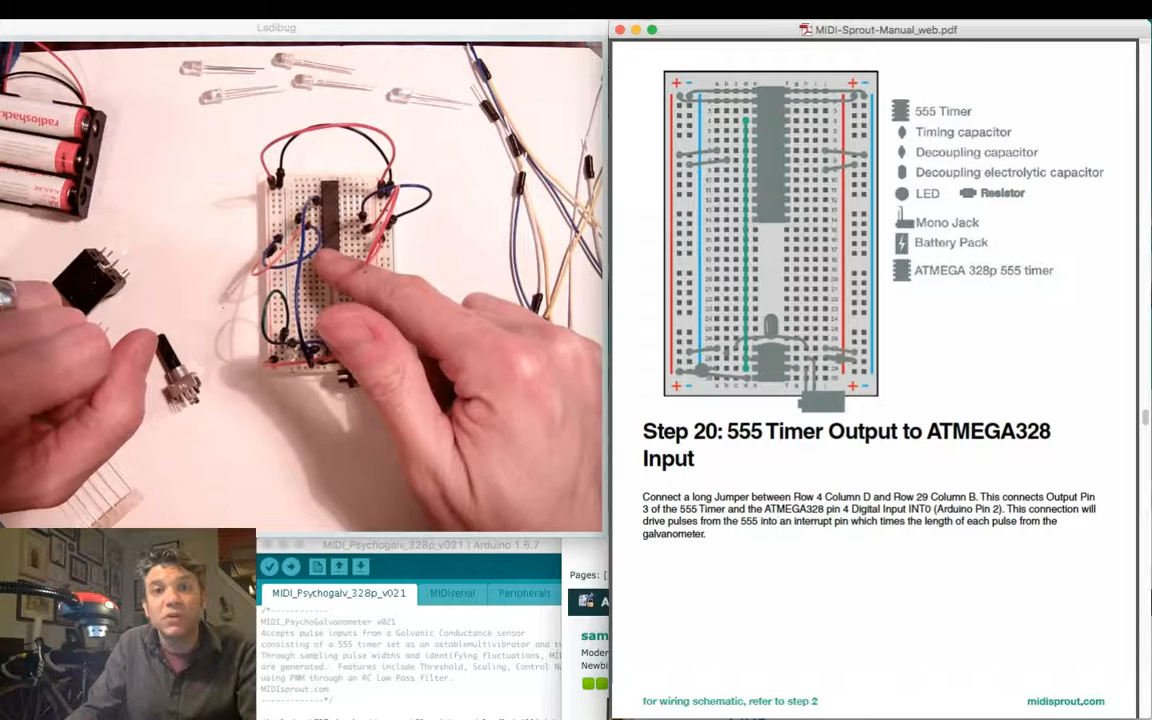 Ladibug
MIDI-Sprout-Manual_web.pdf
radioshack
555 Timer
Timing capacitor
Decoupling capacitor
Decoupling electrolytic capacitor
LED
Resistor
Mono Jack
Battery Pack
ATMEGA 328p 555 timer
Step 20: 555 Timer Output to ATMEGA328
Input
Connect a long Jumper between Row 4 Column D and Row 29 Column B. This connects Output Pin
3 of the 555 Timer and the ATMEGA328 pin 4 Digital Input INT0 (Arduino Pin 2). This connection will
drive pulses from the 555 into an interrupt pin which times the length of each pulse from the
galvanometer.
for wiring schematic, refer to step 2
midisprout.com
MIDI_Psychogalv_328p_v021 | Arduino 1.6.7
MIDI_Psychogalv_328p_v021
MIDIserial
Peripherals
/*------------
MIDI_PsychoGalvanometer v021
Accepts pulse inputs from a Galvanic Conductance sensor
consisting of a 555 timer set as an astablemultivibrator and tw
Through sampling pulse widths and identifying fluctuations, MID
are generated. Features include Threshold, Scaling, Control Nu
using PWM through an RC Low Pass filter.
MIDIsprout.com
-------------*/
Pages: [
A
sam
Moder
Newbi